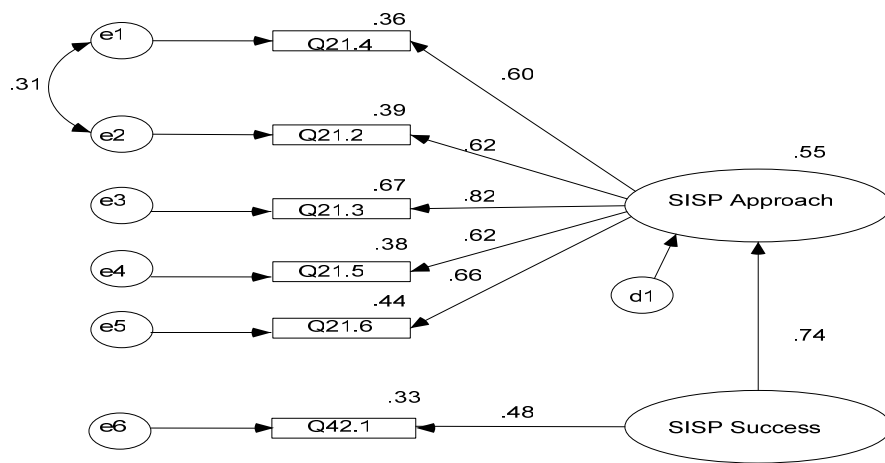 .36
e1
Q21.4
.60
.31
.39
e2
Q21.2
.62
.55
.67
e3
Q21.3
.82
SISP Approach
.38
.62
e4
Q21.5
.66
d1
.44
e5
Q21.6
.74
.33
.48
e6
Q42.1
SISP Success